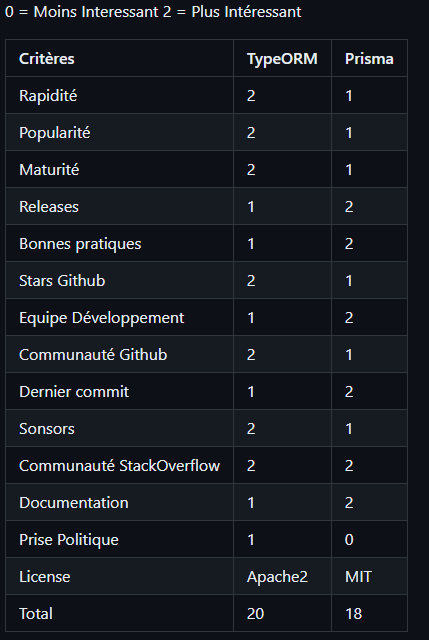 0 = Moins Interessant 2 = Plus Intéressant
Critères TypeORM Prisma
Rapidité 2 1
Popularité 2 1
Maturité 2 1
Releases 1 2
Bonnes pratiques 1 2
Stars Github 2 1
Equipe Développement 1 2
Communauté Github 2 1
Dernier commit 1 2
Sonsors 2 1
Communauté StackOverflow 2 2
Documentation 1 2
Prise Politique 1 0
License Apache2 MIT
Total 20 18